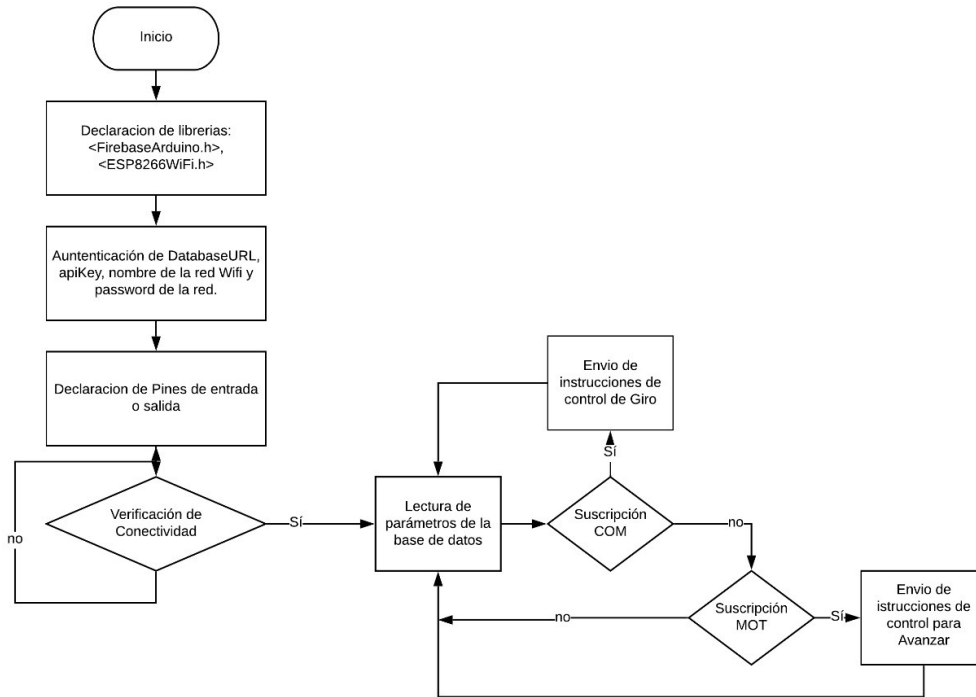 Inicio
Declaracion de librerias:
<FirebaseArduino.h>,
<ESP8266WiFi.h>
Auntenticación de DatabaseURL,
apiKey, nombre de la red Wifi y
password de la red.
Declaracion de Pines de entrada
o salida
Verificación de
Conectividad
no
Sí
Lectura de
parámetros de la
base de datos
Envio de
instrucciones de
control de Giro
Sí
Suscripción
COM
no
Suscripción
MOT
no
Sí
Envio de
istrucciones de
control para
Avanzar